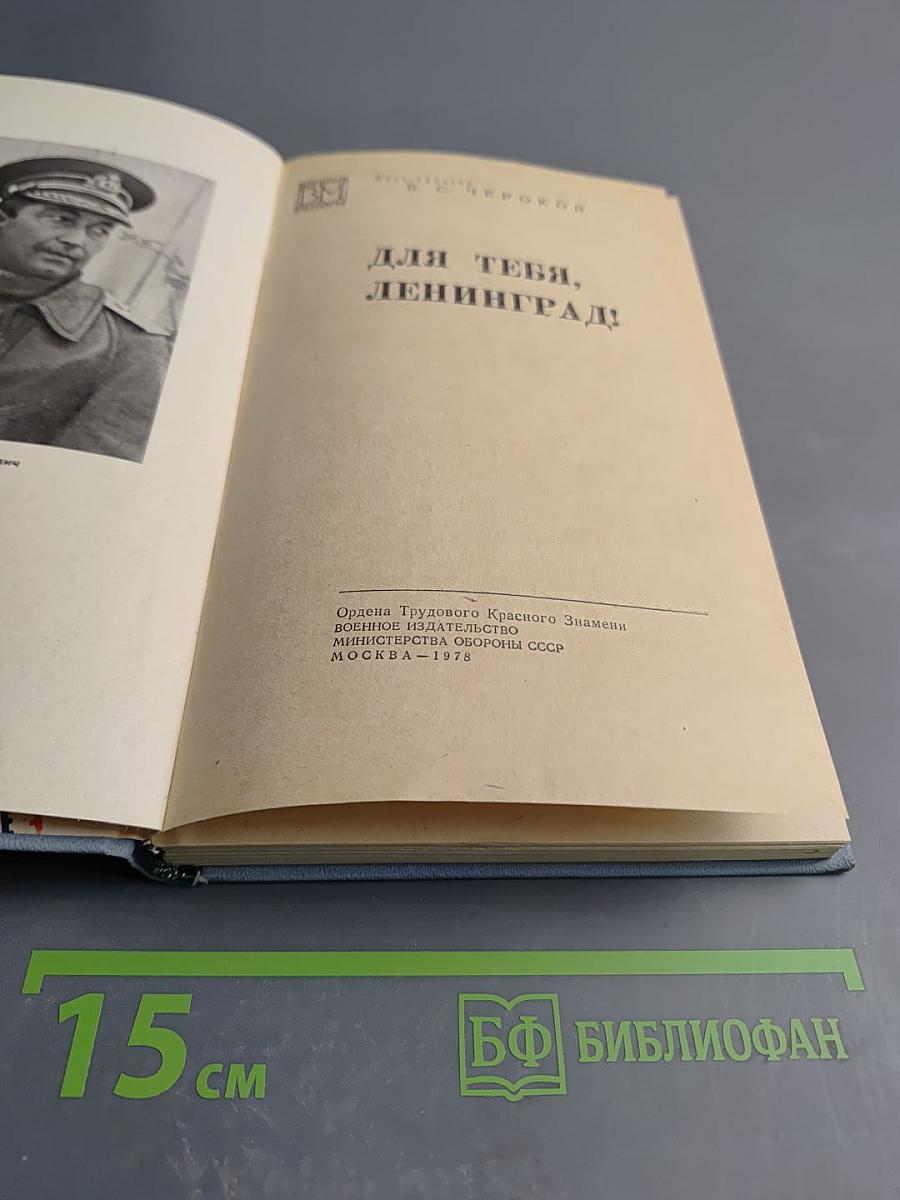 ВМ
В. С. ЧЕРОКОВ
ДЛЯ ТЕБЯ,
ЛЕНИНГРАД!
Ордена Трудового Красного Знамени
ВОЕННОЕ ИЗДАТЕЛЬСТВО
МИНИСТЕРСТВА ОБОРОНЫ СССР
МОСКВА — 1978
15 см
БФ БИБЛИОФАН